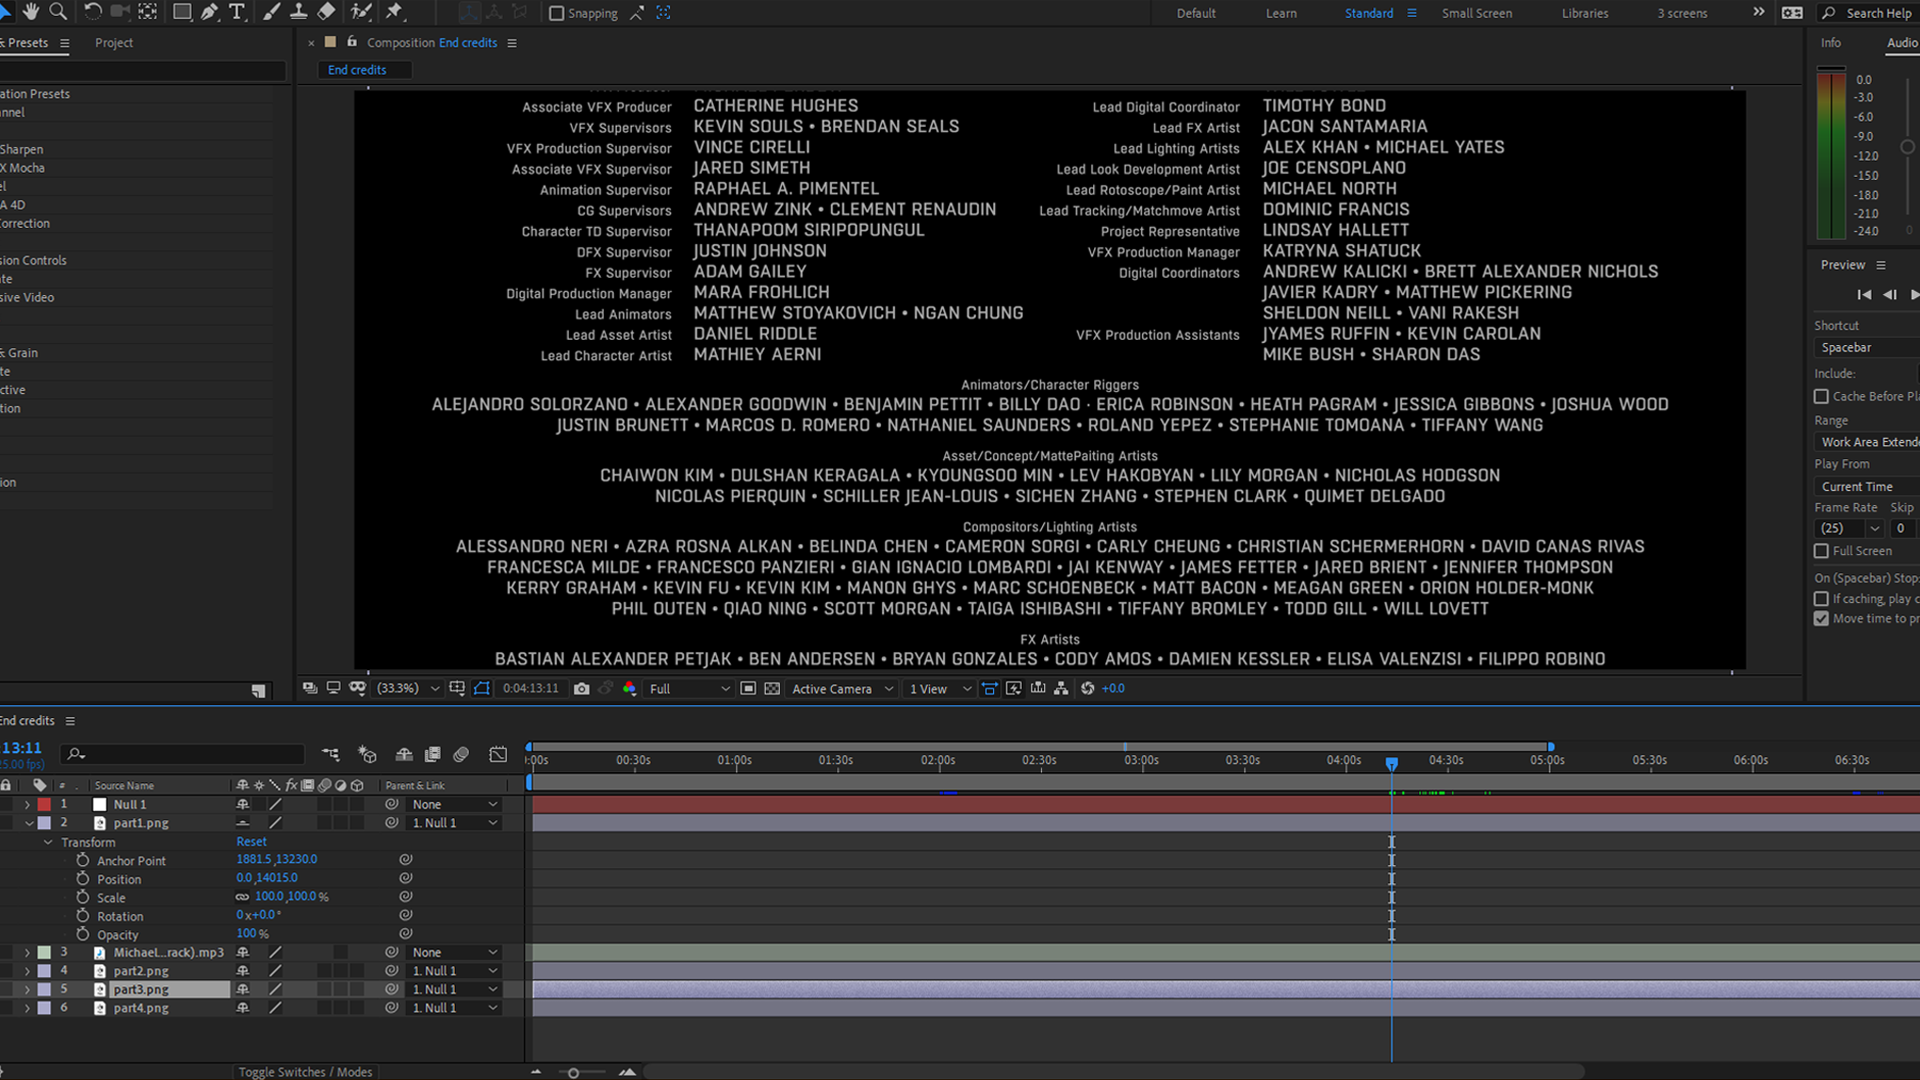 Snapping
Default Learn Standard Small Screen Libraries 3 screens Search Help
& Presets Project
Composition End credits
End credits
Info Audio
ation Presets
annel
Sharpen
X Mocha
el
A 4D
Correction
sion Controls
ate
sive Video
& Grain
te
ctive
tion
ion
Associate VFX Producer CATHERINE HUGHES
VFX Supervisors KEVIN SOULS • BRENDAN SEALS
VFX Production Supervisor VINCE CIRELLI
Associate VFX Supervisor JARED SIMETH
Animation Supervisor RAPHAEL A. PIMENTEL
CG Supervisors ANDREW ZINK • CLEMENT RENAUDIN
Character TD Supervisor THANAPOOM SIRIPOPUNGUL
DFX Supervisor JUSTIN JOHNSON
FX Supervisor ADAM GAILEY
Digital Production Manager MARA FROHLICH
Lead Animators MATTHEW STOYAKOVICH • NGAN CHUNG
Lead Asset Artist DANIEL RIDDLE
Lead Character Artist MATHIEY AERNI
Lead Digital Coordinator TIMOTHY BOND
Lead FX Artist JACON SANTAMARIA
Lead Lighting Artists ALEX KHAN • MICHAEL YATES
Lead Look Development Artist JOE CENSOPLANO
Lead Rotoscope/Paint Artist MICHAEL NORTH
Lead Tracking/Matchmove Artist DOMINIC FRANCIS
Project Representative LINDSAY HALLETT
VFX Production Manager KATRYNA SHATUCK
Digital Coordinators ANDREW KALICKI • BRETT ALEXANDER NICHOLS
JAVIER KADRY • MATTHEW PICKERING
SHELDON NEILL • VANI RAKESH
VFX Production Assistants JYAMES RUFFIN • KEVIN CAROLAN
MIKE BUSH • SHARON DAS
Animators/Character Riggers
ALEJANDRO SOLORZANO • ALEXANDER GOODWIN • BENJAMIN PETTIT • BILLY DAO · ERICA ROBINSON • HEATH PAGRAM • JESSICA GIBBONS • JOSHUA WOOD
JUSTIN BRUNETT • MARCOS D. ROMERO • NATHANIEL SAUNDERS • ROLAND YEPEZ • STEPHANIE TOMOANA • TIFFANY WANG
Asset/Concept/MattePaiting Artists
CHAIWON KIM • DULSHAN KERAGALA • KYOUNGSOO MIN • LEV HAKOBYAN • LILY MORGAN • NICHOLAS HODGSON
NICOLAS PIERQUIN • SCHILLER JEAN-LOUIS • SICHEN ZHANG • STEPHEN CLARK • QUIMET DELGADO
Compositors/Lighting Artists
ALESSANDRO NERI • AZRA ROSNA ALKAN • BELINDA CHEN • CAMERON SORGI • CARLY CHEUNG • CHRISTIAN SCHERMERHORN • DAVID CANAS RIVAS
FRANCESCA MILDE • FRANCESCO PANZIERI • GIAN IGNACIO LOMBARDI • JAI KENWAY • JAMES FETTER • JARED BRIENT • JENNIFER THOMPSON
KERRY GRAHAM • KEVIN FU • KEVIN KIM • MANON GHYS • MARC SCHOENBECK • MATT BACON • MEAGAN GREEN • ORION HOLDER-MONK
PHIL OUTEN • QIAO NING • SCOTT MORGAN • TAIGA ISHIBASHI • TIFFANY BROMLEY • TODD GILL • WILL LOVETT
FX Artists
BASTIAN ALEXANDER PETJAK • BEN ANDERSEN • BRYAN GONZALES • CODY AMOS • DAMIEN KESSLER • ELISA VALENZISI • FILIPPO ROBINO
0.0
-3.0
-6.0
-9.0
-12.0
-15.0
-18.0
-21.0
-24.0 0
Preview
Shortcut
Spacebar
Include:
Cache Before Pla
Range
Work Area Extende
Play From
Current Time
Frame Rate Skip
(25) 0
Full Screen
On (Spacebar) Stop:
If caching, play c
Move time to pr
(33.3%) 0:04:13:11 Full Active Camera 1 View +0.0
End credits
:13:11
25.00 fps)
:00s 00:30s 01:00s 01:30s 02:00s 02:30s 03:00s 03:30s 04:00s 04:30s 05:00s 05:30s 06:00s 06:30s
# . Source Name fx Parent & Link
1 Null 1 None
2 part1.png 1. Null 1
Transform Reset
Anchor Point 1881.5,13230.0
Position 0.0,14015.0
Scale 100.0,100.0 %
Rotation 0x+0.0°
Opacity 100 %
3 Michael...rack).mp3 None
4 part2.png 1. Null 1
5 part3.png 1. Null 1
6 part4.png 1. Null 1
Toggle Switches / Modes